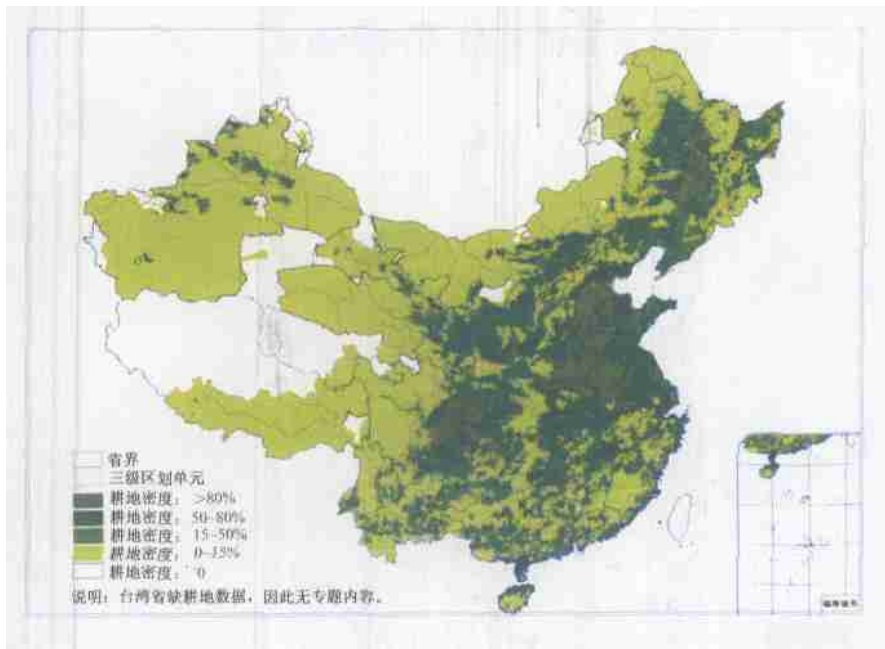 省界
三级区划单元
耕地密度：>80%
耕地密度：50~80%
耕地密度：15~50%
耕地密度：0~15%
耕地密度：0
说明：台湾省缺耕地数据，因此无专题内容。